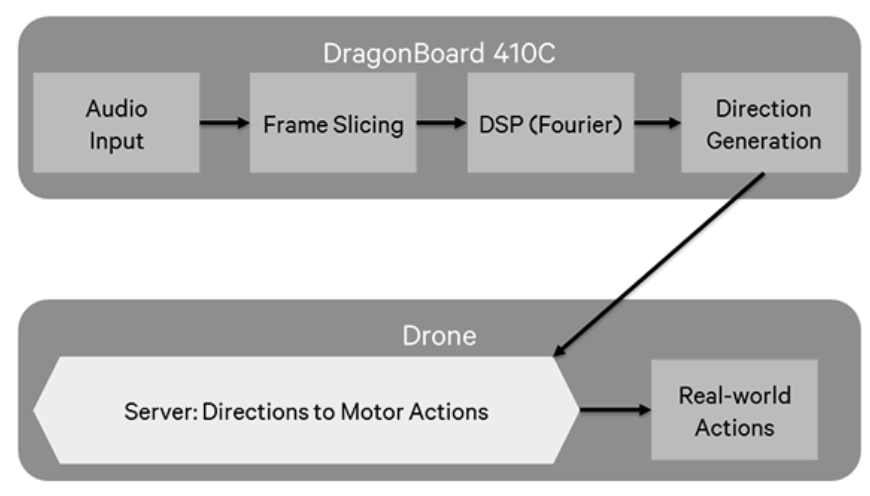 DragonBoard 410C
Audio
Input
Frame Slicing
DSP (Fourier)
Direction
Generation
Drone
Server: Directions to Motor Actions
Real-world
Actions